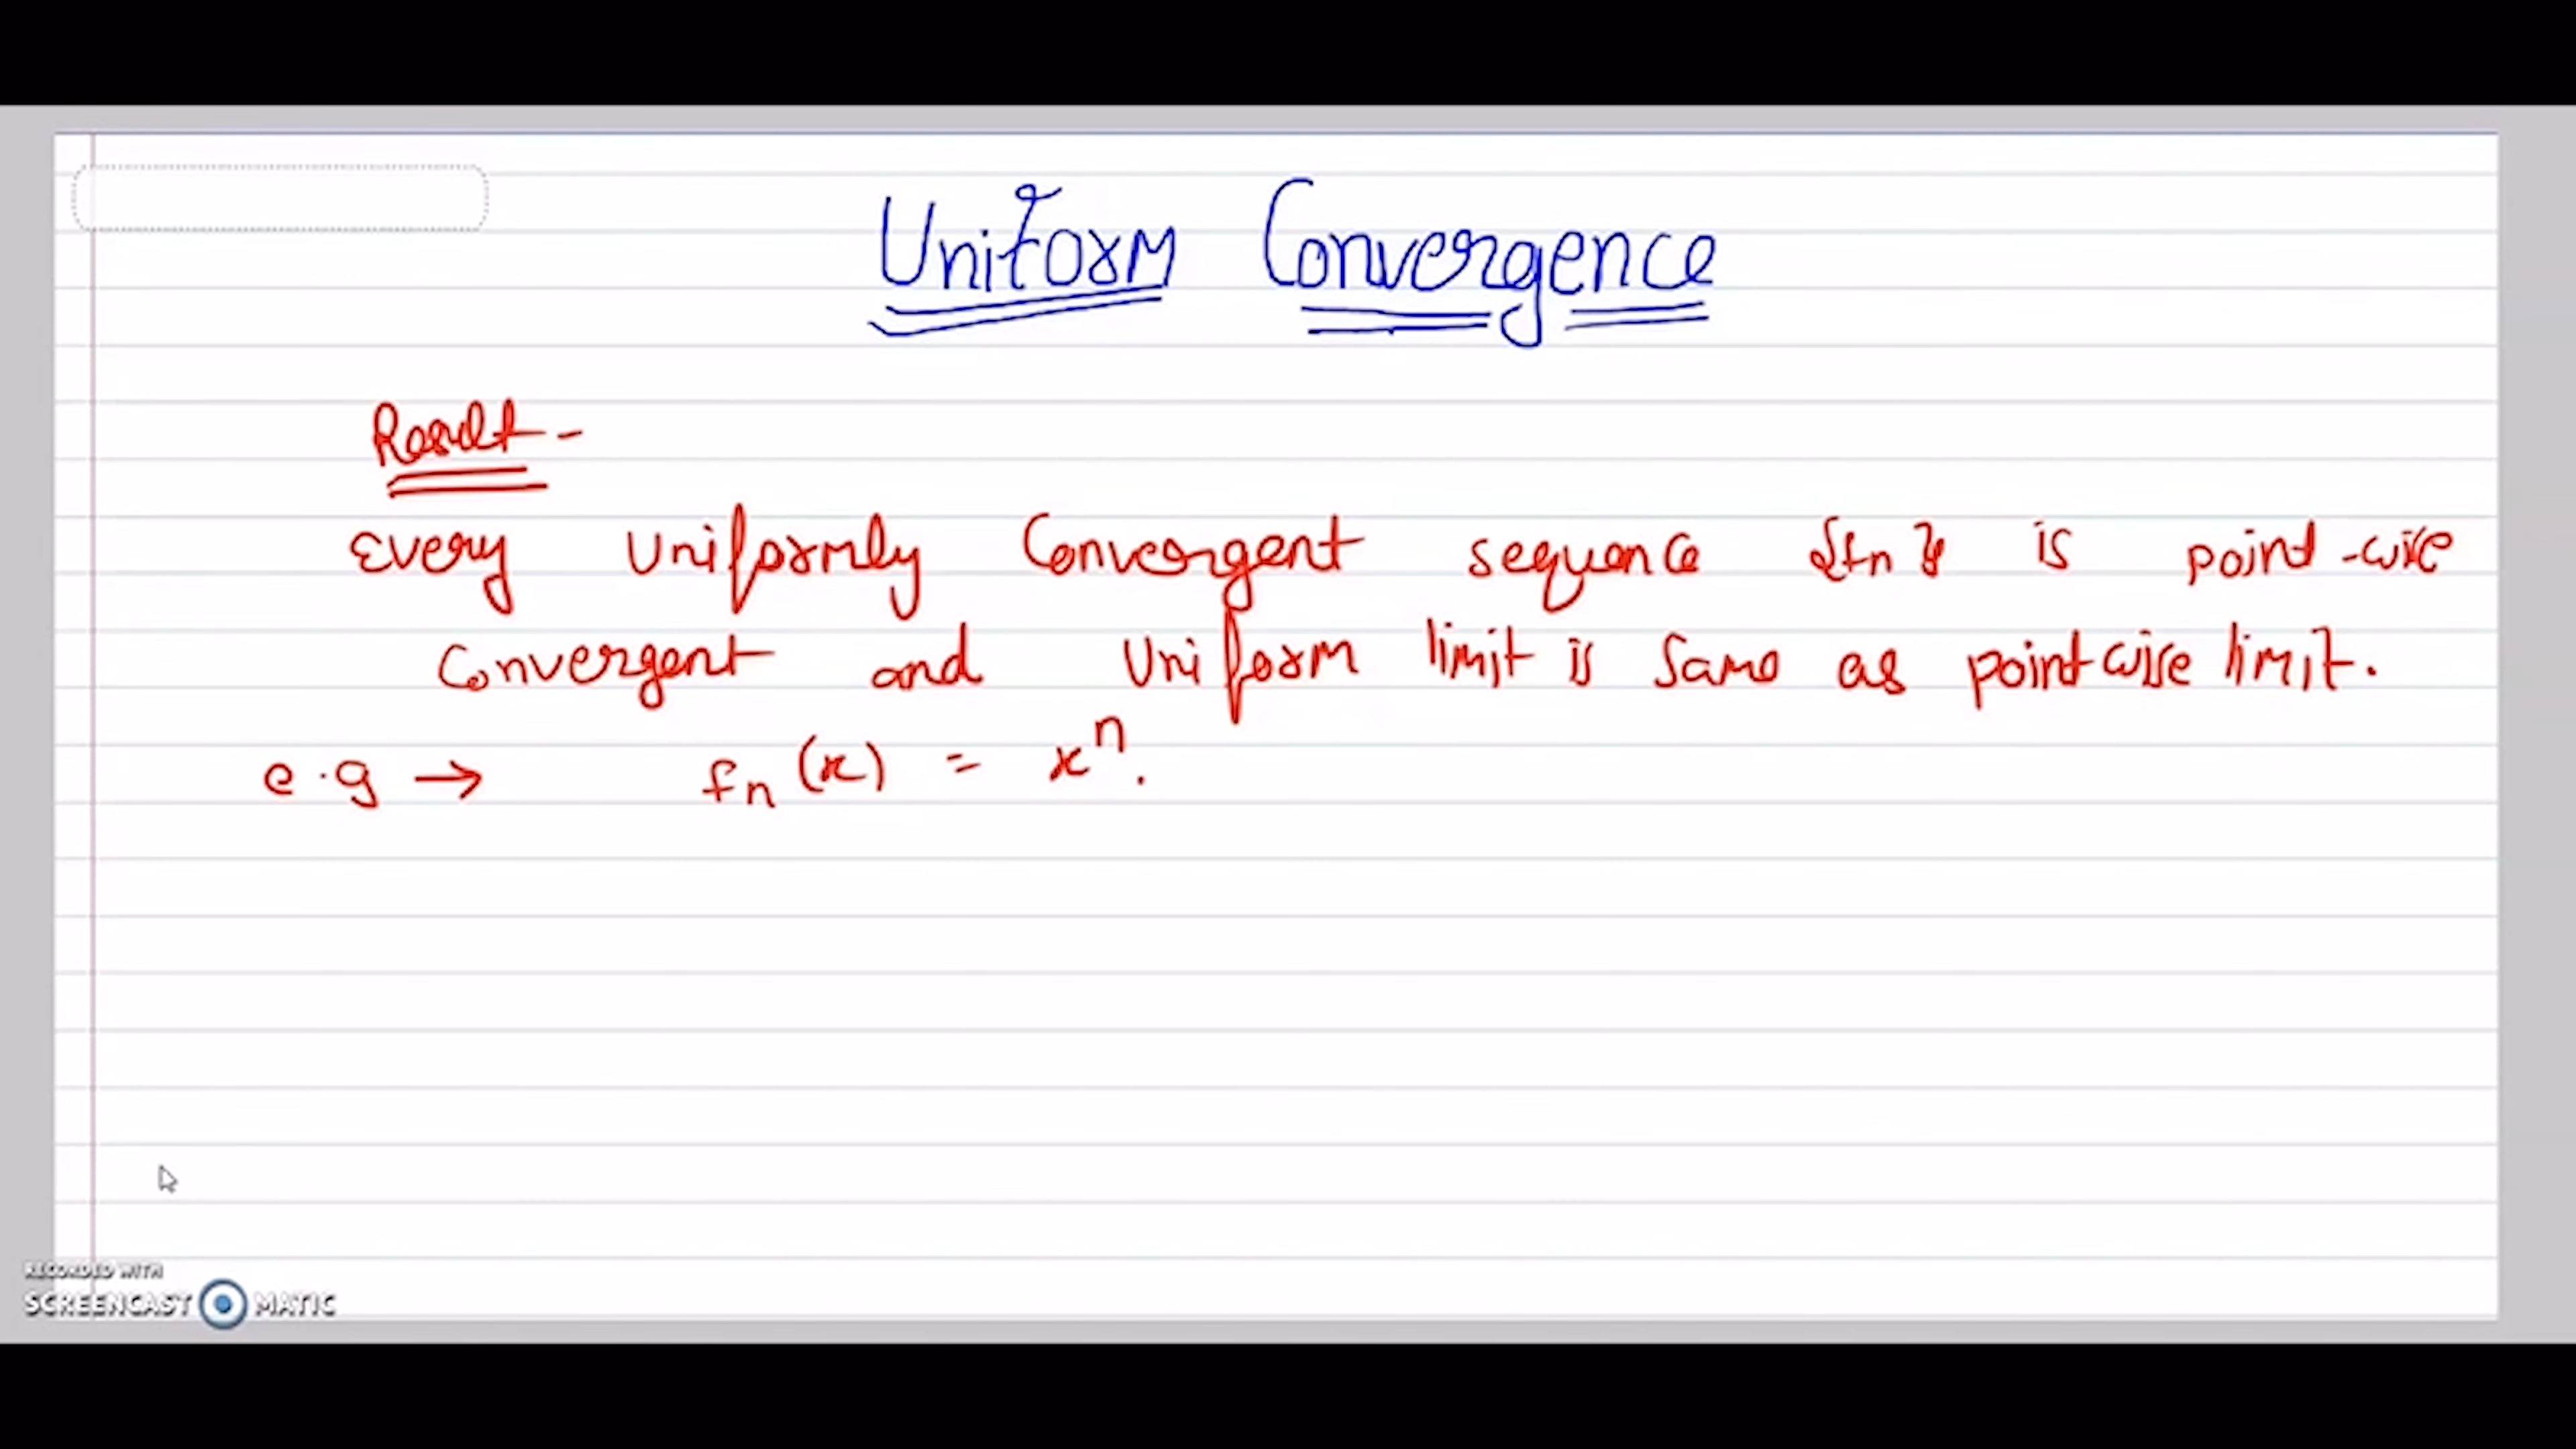 Uniform Convergence
Result -
Every Uniformly Convergent sequence {fn} is point-wise
Convergent and Uniform limit is Same as pointwise limit.
e.g → fn(x) = xⁿ.
RECORDED WITH
SCREENCAST MATIC